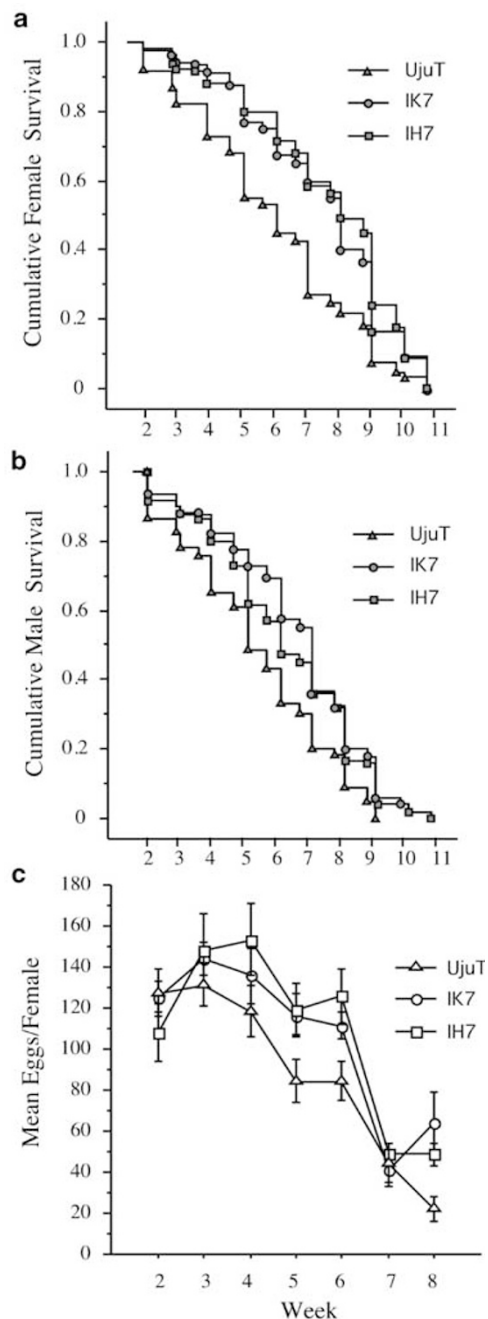 a
1.0
0.8
0.6
0.4
0.2
0
Cumulative Female Survival
UjuT
IK7
IH7
2 3 4 5 6 7 8 9 10 11
b
1.0
0.8
0.6
0.4
0.2
0
Cumulative Male Survival
UjuT
IK7
IH7
2 3 4 5 6 7 8 9 10 11
c
180
160
140
120
100
80
60
40
20
0
Mean Eggs/Female
UjuT
IK7
IH7
2 3 4 5 6 7 8
Week